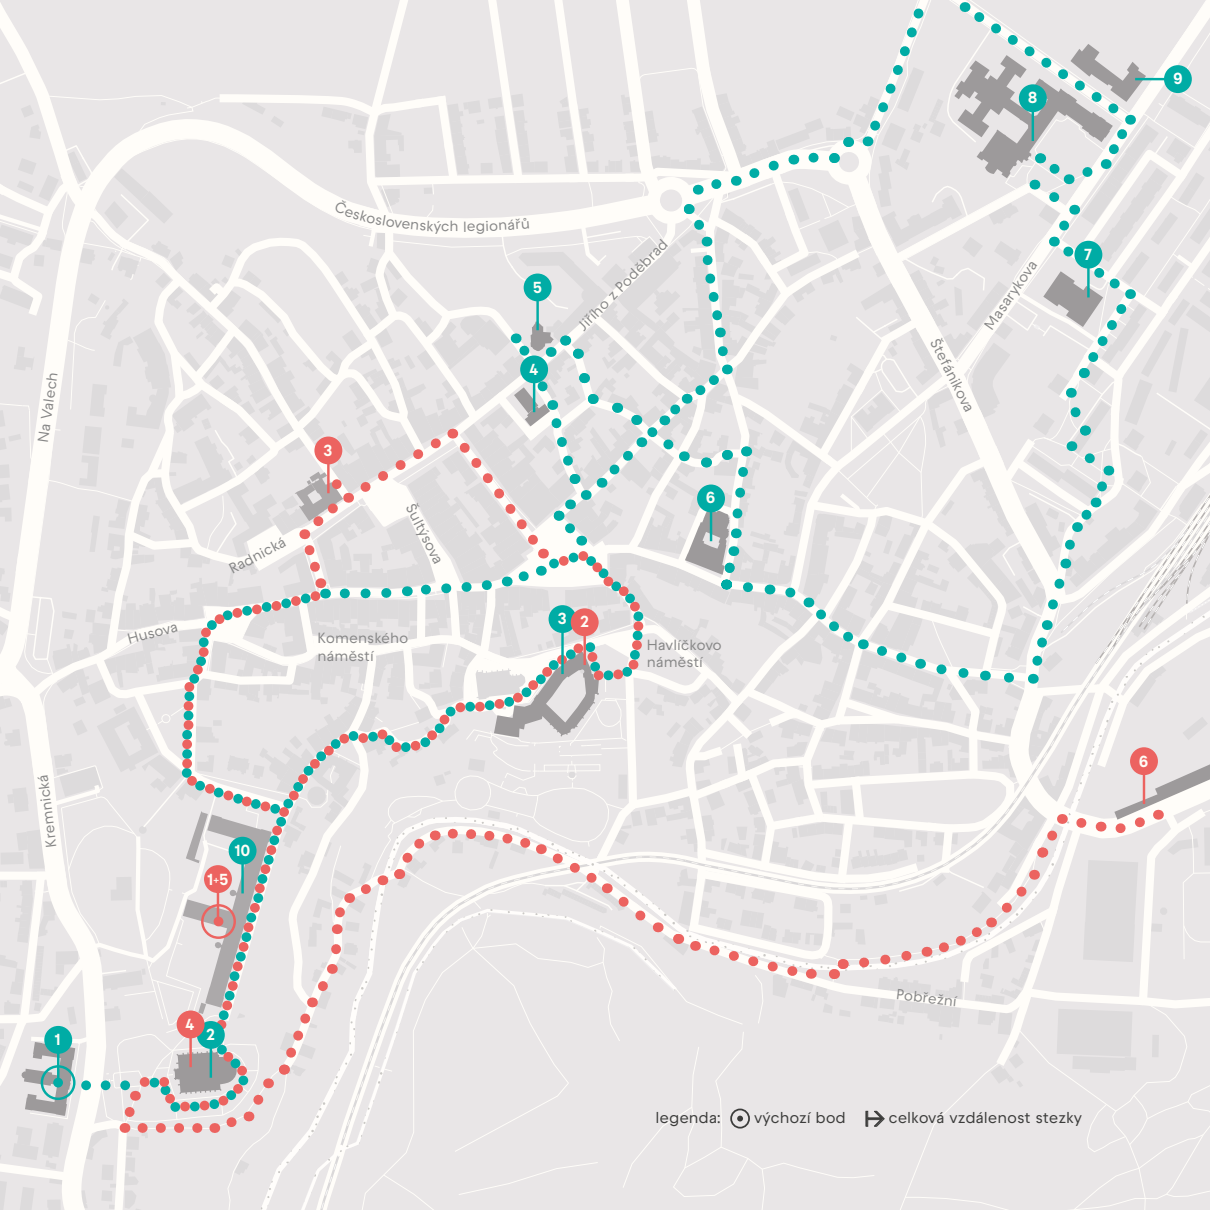 9
8
Československých legionářů
Jiřího z Poděbrad
7
Masarykova
5
Štefánikova
4
Na Valech
3
6
Šultýsova
Radnická
3
2
Husova
Komenského
náměstí
Havlíčkovo
náměstí
6
Kremnická
10
1+5
Pobřežní
4
2
1
legenda: výchozí bod celková vzdálenost stezky